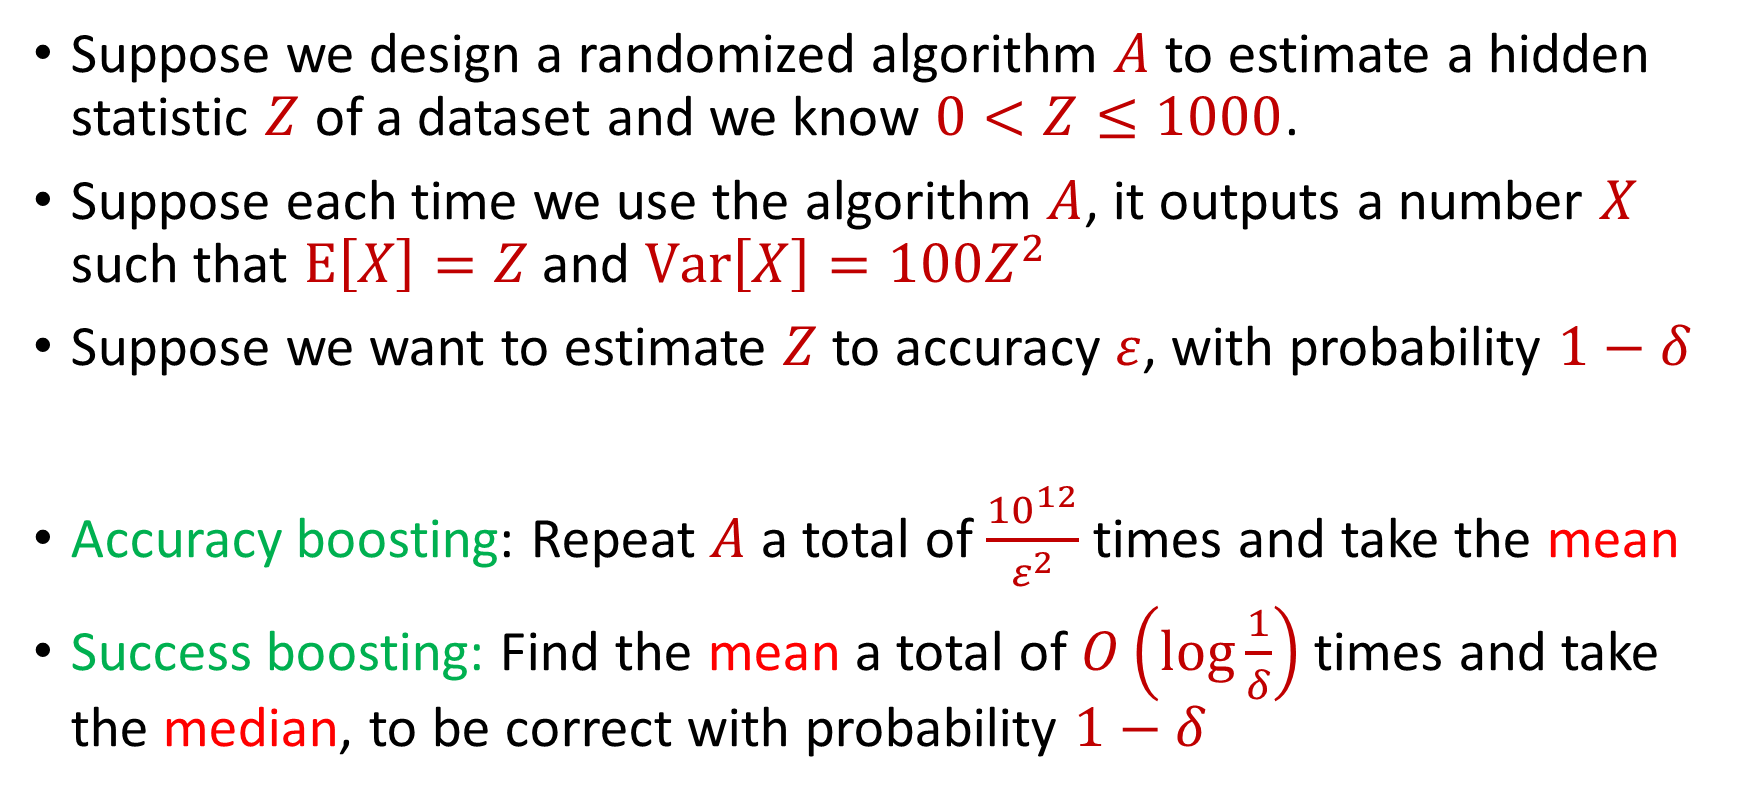 • Suppose we design a randomized algorithm A to estimate a hidden
statistic Z of a dataset and we know 0 < Z ≤ 1000.
• Suppose each time we use the algorithm A, it outputs a number X
such that E[X] = Z and Var[X] = 100Z²
• Suppose we want to estimate Z to accuracy ε, with probability 1 − δ
• Accuracy boosting: Repeat A a total of 10¹²/ε² times and take the mean
• Success boosting: Find the mean a total of O(log 1/δ) times and take
the median, to be correct with probability 1 − δ